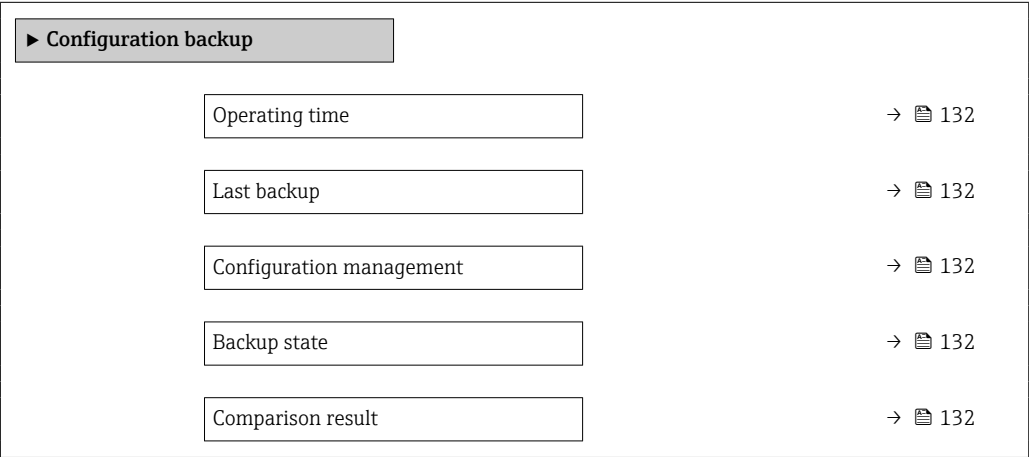 ► Configuration backup
Operating time → 🖹 132
Last backup → 🖹 132
Configuration management → 🖹 132
Backup state → 🖹 132
Comparison result → 🖹 132